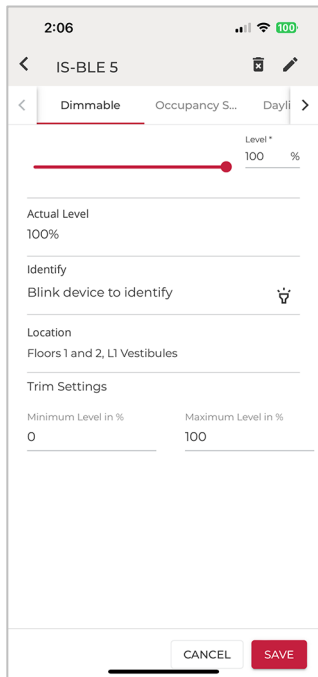 2:06
100
IS-BLE 5
Dimmable
Occupancy S...
Dayli
Level *
100 %
Actual Level
100%
Identify
Blink device to identify
Location
Floors 1 and 2, L1 Vestibules
Trim Settings
Minimum Level in % Maximum Level in %
0 100
CANCEL SAVE